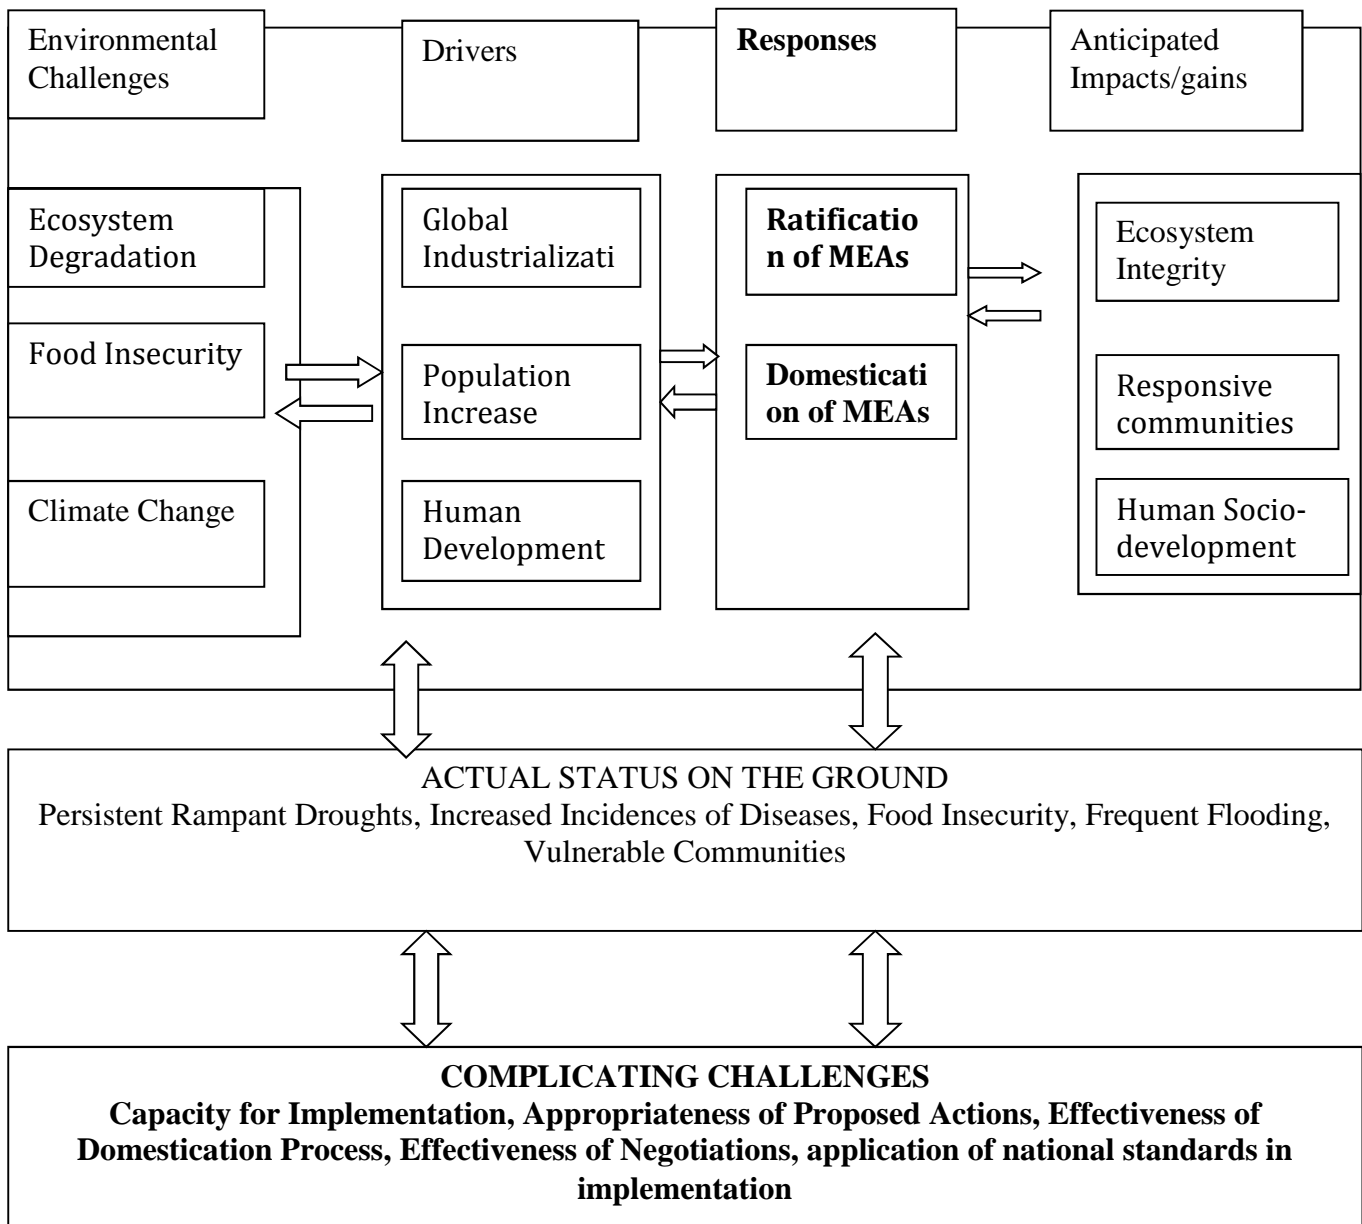 Environmental
Challenges
Drivers
Responses
Anticipated
Impacts/gains
Ecosystem
Degradation
Food Insecurity
Climate Change
Global
Industrializati
Population
Increase
Human
Development
Ratificatio
n of MEAs
Domesticati
on of MEAs
Ecosystem
Integrity
Responsive
communities
Human Socio-
development
ACTUAL STATUS ON THE GROUND
Persistent Rampant Droughts, Increased Incidences of Diseases, Food Insecurity, Frequent Flooding,
Vulnerable Communities
COMPLICATING CHALLENGES
Capacity for Implementation, Appropriateness of Proposed Actions, Effectiveness of
Domestication Process, Effectiveness of Negotiations, application of national standards in
implementation